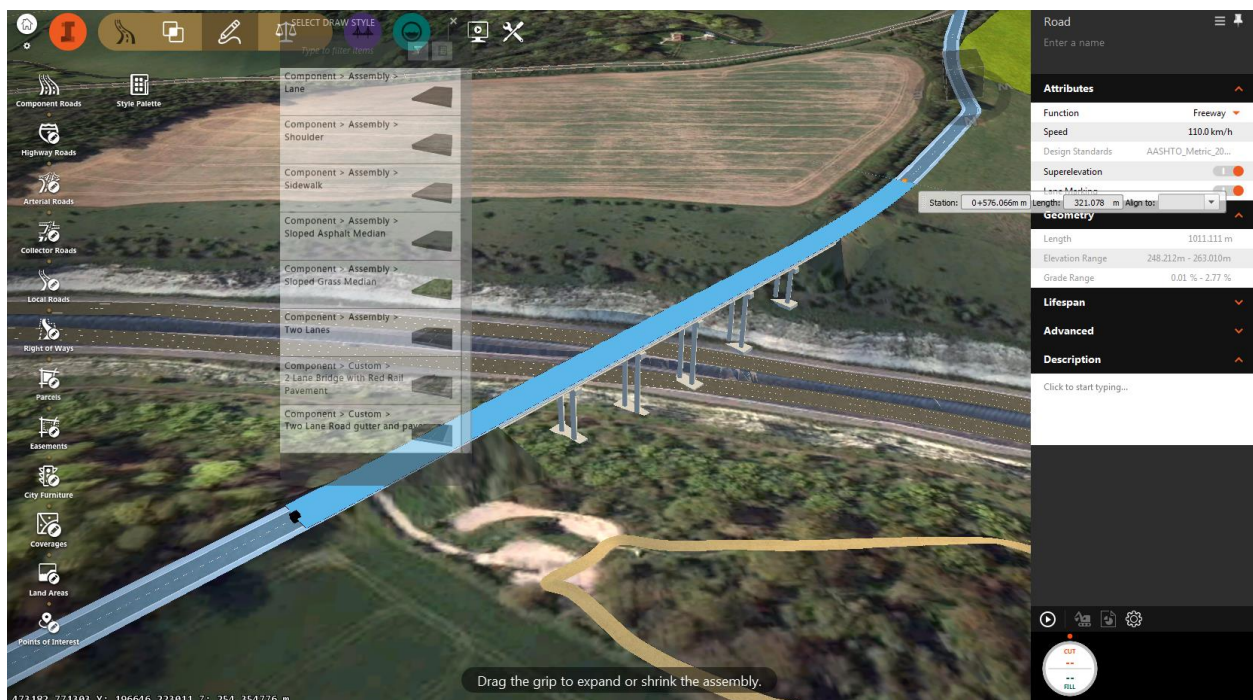 SELECT DRAW STYLE
Type to filter items
Component Roads
Style Palette
Highway Roads
Arterial Roads
Collector Roads
Local Roads
Right of Ways
Parcels
Easements
City Furniture
Coverages
Land Areas
Points of Interest
Component > Assembly >
Lane
Component > Assembly >
Shoulder
Component > Assembly >
Sidewalk
Component > Assembly >
Sloped Asphalt Median
Component > Assembly >
Sloped Grass Median
Component > Assembly >
Two Lanes
Component > Custom >
2 Lane Bridge with Red Rail
Pavement
Component > Custom >
Two Lane Road gutter and pave
Station: 0+576.066m m Length: 321.078 m Align to:
Drag the grip to expand or shrink the assembly.
Road
Enter a name
Attributes
Function Freeway
Speed 110.0 km/h
Design Standards AASHTO_Metric_20...
Superelevation
Lane Marking
Geometry
Length 1011.111 m
Elevation Range 248.212m - 263.010m
Grade Range 0.01 % - 2.77 %
Lifespan
Advanced
Description
Click to start typing...
CUT
--
--
FILL